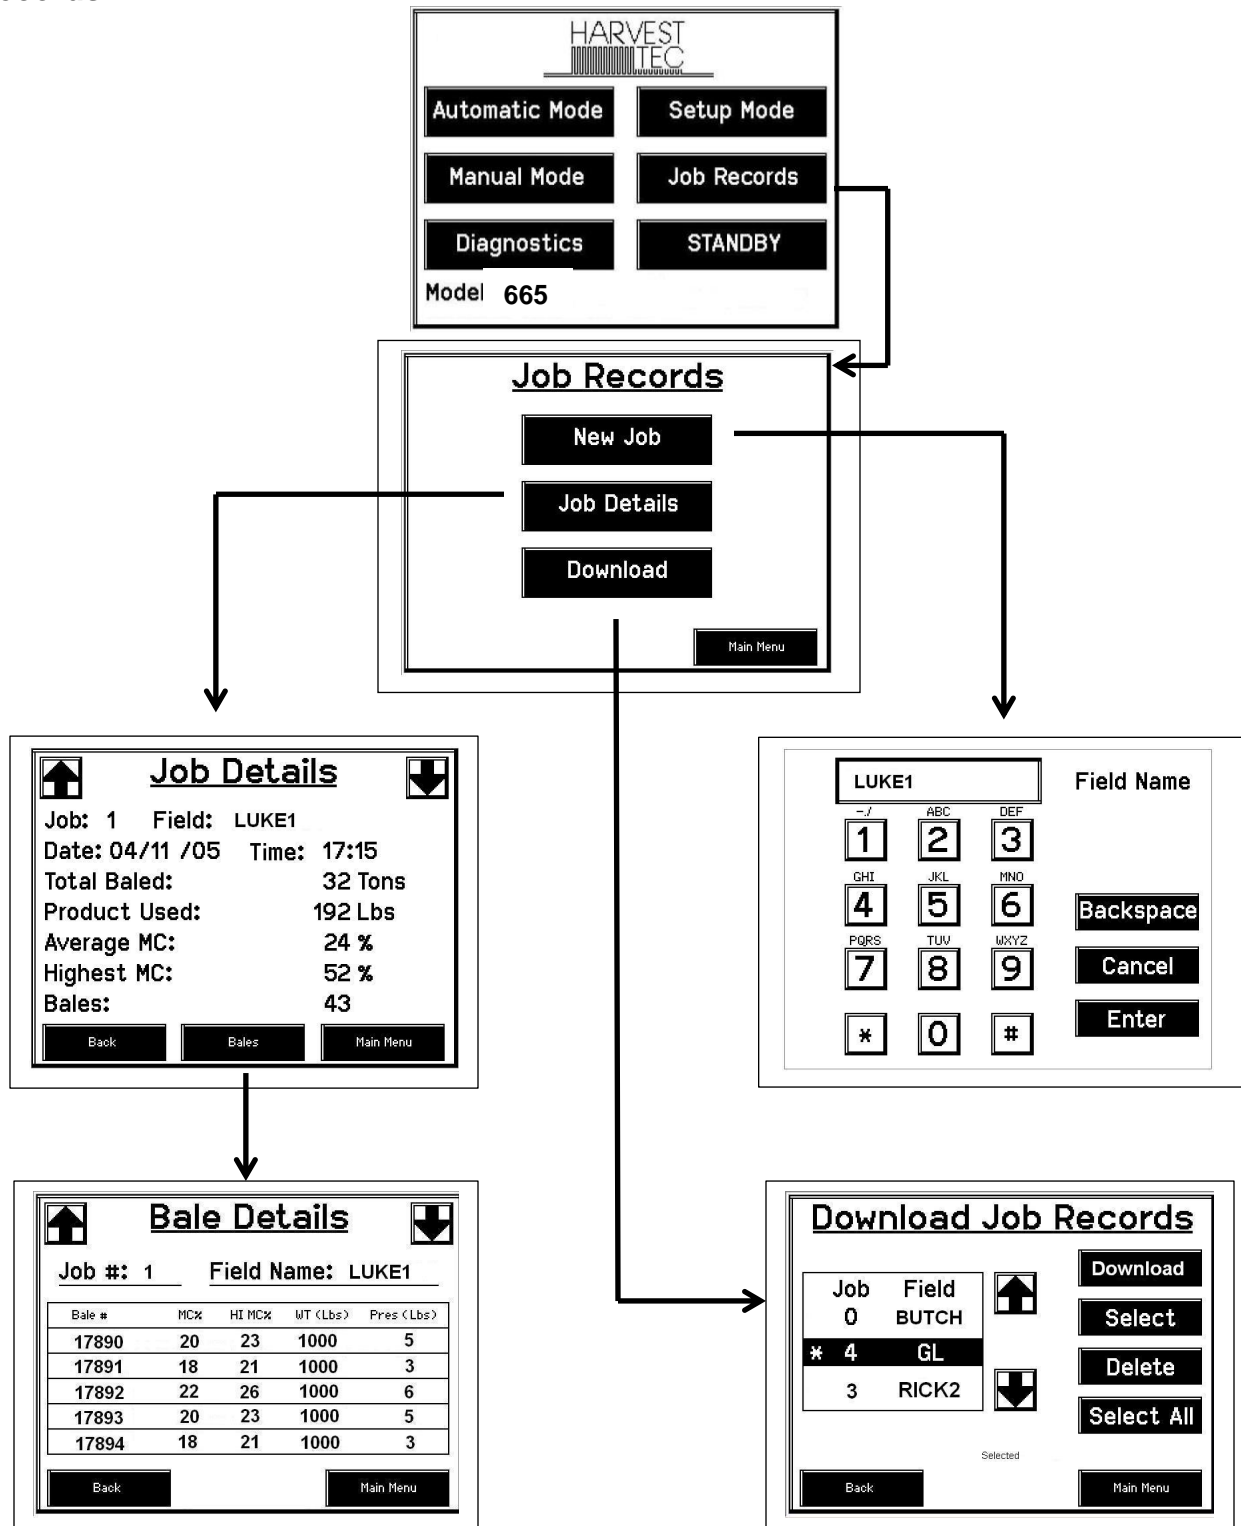 HARVEST
TEC
Automatic Mode Setup Mode
Manual Mode Job Records
Diagnostics STANDBY
Model 665
Job Records
New Job
Job Details
Download
Main Menu
Job Details
Job: 1 Field: LUKE1
Date: 04/11 /05 Time: 17:15
Total Baled: 32 Tons
Product Used: 192 Lbs
Average MC: 24 %
Highest MC: 52 %
Bales: 43
Back Bales Main Menu
LUKE1 Field Name
-./ ABC DEF
1 2 3
GHI JKL MNO
4 5 6
Backspace
PQRS TUV WXYZ
7 8 9
Cancel
Enter
* 0 #
Bale Details
Job #: 1 Field Name: LUKE1
Bale # MC% HI MC% WT (Lbs) Pres (Lbs)
17890 20 23 1000 5
17891 18 21 1000 3
17892 22 26 1000 6
17893 20 23 1000 5
17894 18 21 1000 3
Back Main Menu
Download Job Records
Download
Job Field
0 BUTCH
Select
* 4 GL
Delete
3 RICK2
Select All
Selected
Back Main Menu